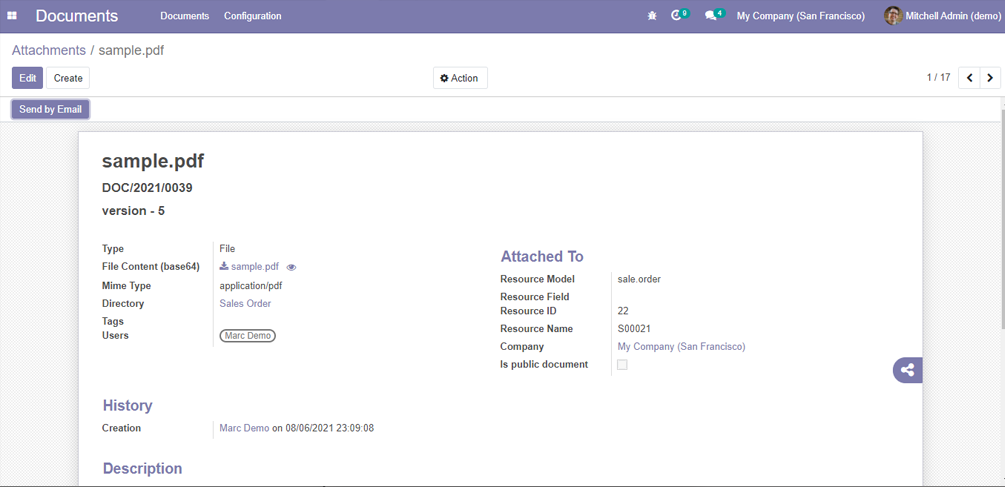 Documents Documents Configuration 9 4 My Company (San Francisco) Mitchell Admin (demo)
Attachments / sample.pdf
Edit Create Action 1 / 17
Send by Email
sample.pdf
DOC/2021/0039
version - 5
Type File
File Content (base64) sample.pdf
Mime Type application/pdf
Directory Sales Order
Tags
Users Marc Demo
Attached To
Resource Model sale.order
Resource Field
Resource ID 22
Resource Name S00021
Company My Company (San Francisco)
Is public document
History
Creation Marc Demo on 08/06/2021 23:09:08
Description